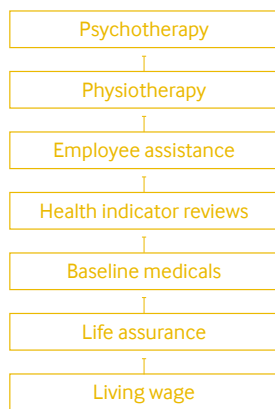 Psychotherapy
Physiotherapy
Employee assistance
Health indicator reviews
Baseline medicals
Life assurance
Living wage